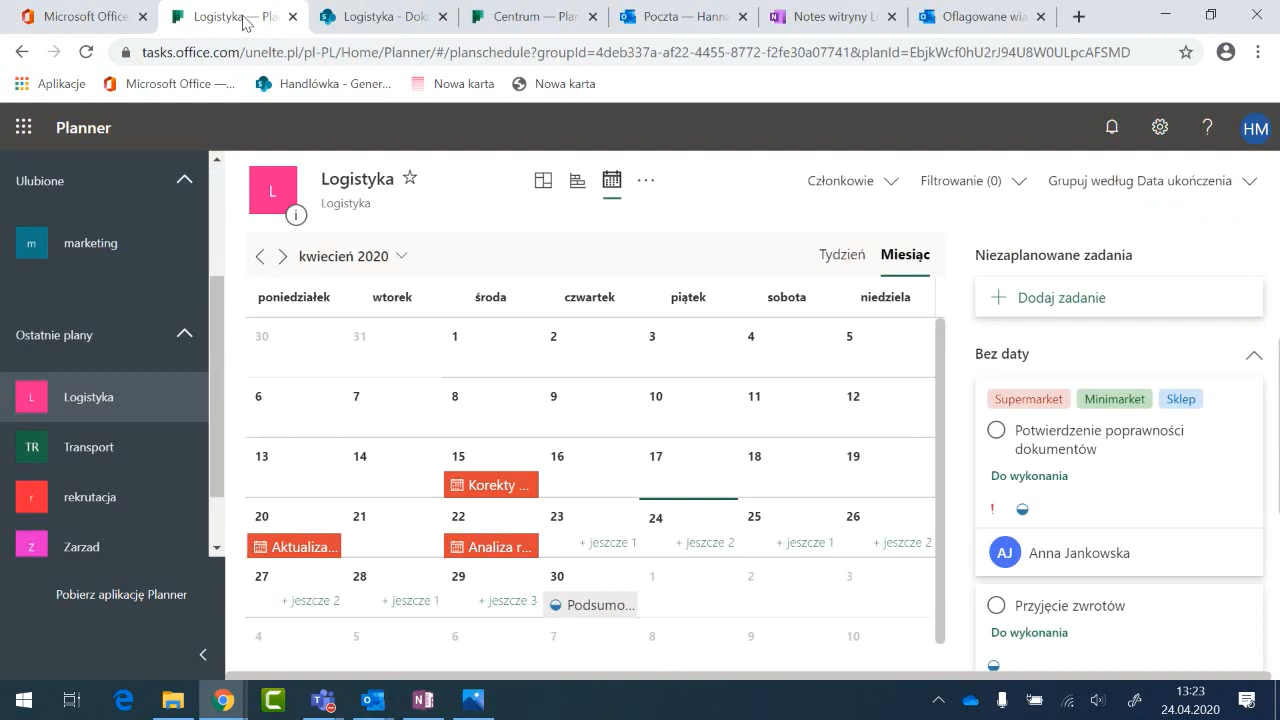 Microsoft Office
Logistyka — Pla
Logistyka - Dok
Centrum — Plan
Poczta — Hanna
Notes witryny L
Oflagowane wia
tasks.office.com/unelte.pl/pl-PL/Home/Planner/#/planschedule?groupId=4deb337a-af22-4455-8772-f2fe30a07741&planId=EbjkWcf0hU2rJ94U8W0ULpcAFSMD
Aplikacje
Microsoft Office —...
Handlówka - Gener...
Nowa karta
Nowa karta
Planner
HM
Ulubione
m marketing
Ostatnie plany
L Logistyka
TR Transport
r rekrutacja
Z Zarzad
Pobierz aplikację Planner
L
Logistyka
Logistyka
Członkowie
Filtrowanie (0)
Grupuj według Data ukończenia
kwiecień 2020
Tydzień
Miesiąc
poniedziałek wtorek środa czwartek piątek sobota niedziela
30 31 1 2 3 4 5
6 7 8 9 10 11 12
13 14 15 16 17 18 19
Korekty ...
20 21 22 23 24 25 26
Aktualiza... Analiza r... + jeszcze 1 + jeszcze 2 + jeszcze 1 + jeszcze 2
27 28 29 30 1 2 3
+ jeszcze 2 + jeszcze 1 + jeszcze 3 Podsumo...
4 5 6 7 8 9 10
Niezaplanowane zadania
Dodaj zadanie
Bez daty
Supermarket Minimarket Sklep
Potwierdzenie poprawności
dokumentów
Do wykonania
!
AJ Anna Jankowska
Przyjęcie zwrotów
Do wykonania
13:23
24.04.2020